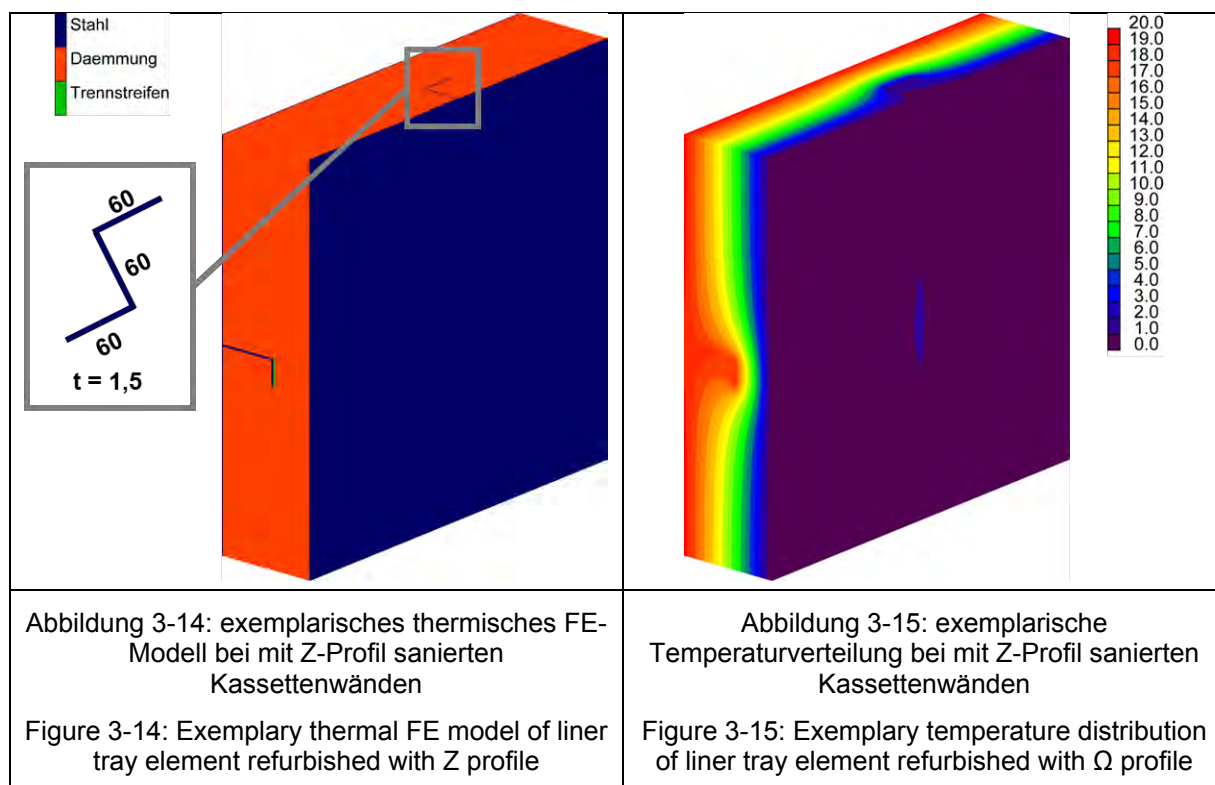 Stahl
Daemmung
Trennstreifen
60
60
60
t = 1,5
20.0
19.0
18.0
17.0
16.0
15.0
14.0
13.0
12.0
11.0
10.0
9.0
8.0
7.0
6.0
5.0
4.0
3.0
2.0
1.0
0.0
Abbildung 3-14: exemplarisches thermisches FE-
Modell bei mit Z-Profil sanierten
Kassettenwänden
Figure 3-14: Exemplary thermal FE model of liner
tray element refurbished with Z profile
Abbildung 3-15: exemplarische
Temperaturverteilung bei mit Z-Profil sanierten
Kassettenwänden
Figure 3-15: Exemplary temperature distribution
of liner tray element refurbished with Ω profile